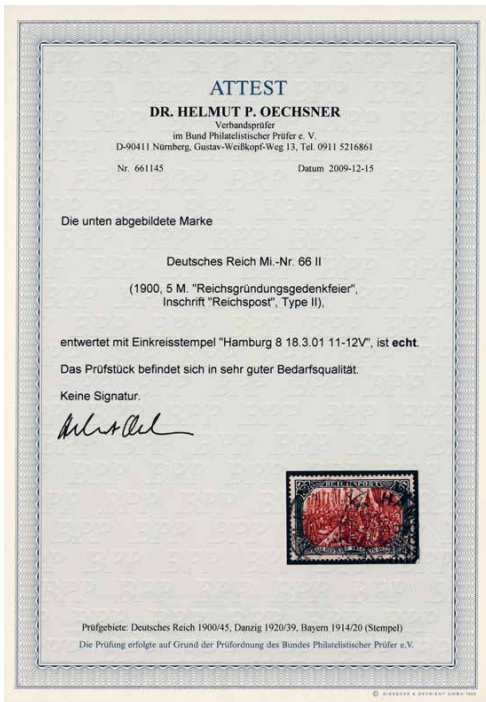 ATTEST
DR. HELMUT P. OECHSNER
Verbandsprüfer
im Bund Philatelistischer Prüfer e. V.
D-90411 Nürnberg, Gustav-Weißkopf-Weg 13, Tel. 0911 5216861
Nr. 661145 Datum 2009-12-15
Die unten abgebildete Marke
Deutsches Reich Mi.-Nr. 66 II
(1900, 5 M. "Reichsgründungsgedenkfeier",
Inschrift "Reichspost", Type II),
entwertet mit Einkreisstempel "Hamburg 8 18.3.01 11-12V", ist echt.
Das Prüfstück befindet sich in sehr guter Bedarfsqualität.
Keine Signatur.
REICHSPOST
Prüfgebiete: Deutsches Reich 1900/45, Danzig 1920/39, Bayern 1914/20 (Stempel)
Die Prüfung erfolgte auf Grund der Prüfordnung des Bundes Philatelistischer Prüfer e.V.
© GIESECKE & DEVRIENT GMBH